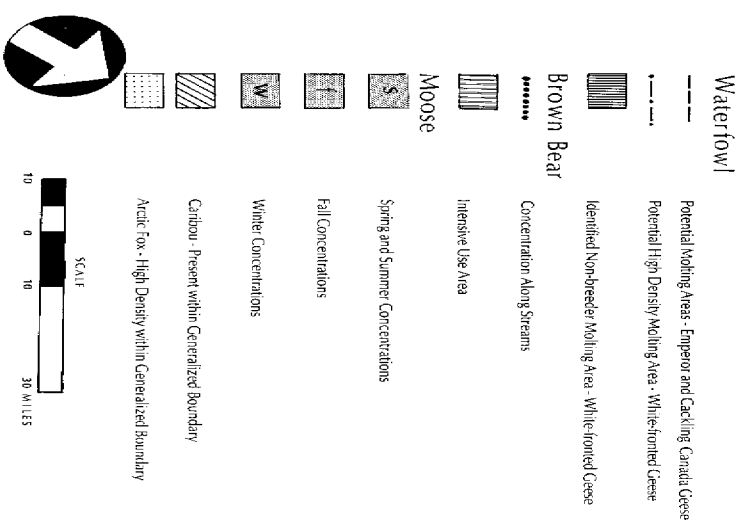 Waterfowl
Potential Molting Areas - Emperor and Cackling Canada Geese
Potential High Density Molting Area - White-fronted Geese
Identified Non-breeder Molting Area - White-fronted Geese
Brown Bear
Concentration Along Streams
Intensive Use Area
Moose
s Spring and Summer Concentrations
f Fall Concentrations
w Winter Concentrations
Caribou - Present within Generalized Boundary
Arctic Fox - High Density within Generalized Boundary
SCALE
10 0 10 30 MILES